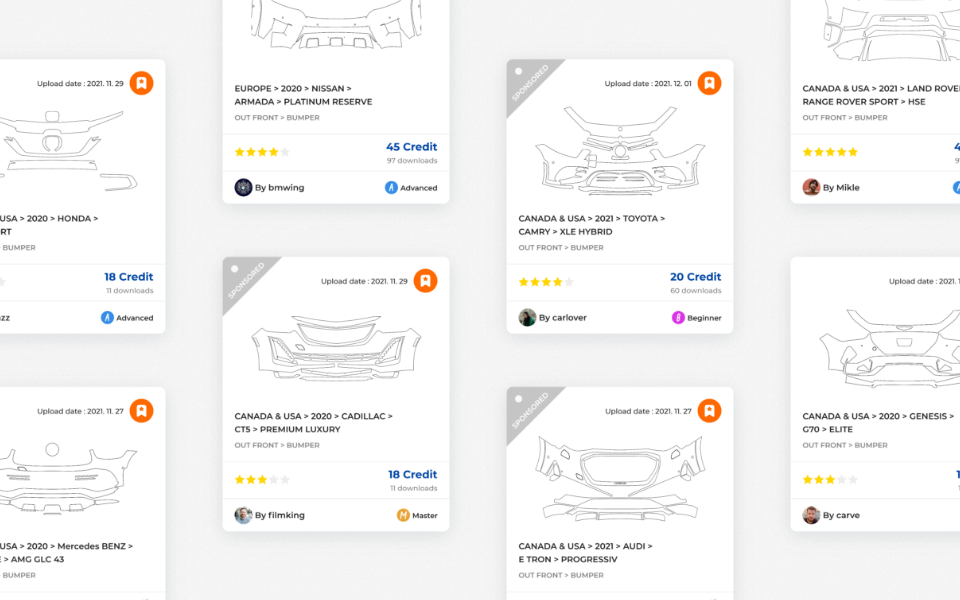 Upload date : 2021. 11. 29
USA > 2020 > HONDA >
RT
> BUMPER
18 Credit
11 downloads
zz
Advanced
Upload date : 2021. 11. 27
USA > 2020 > Mercedes BENZ >
> AMG GLC 43
> BUMPER
EUROPE > 2020 > NISSAN >
ARMADA > PLATINUM RESERVE
OUT FRONT > BUMPER
45 Credit
97 downloads
By bmwing
Advanced
SPONSORED
Upload date : 2021. 11. 29
CANADA & USA > 2020 > CADILLAC >
CT5 > PREMIUM LUXURY
OUT FRONT > BUMPER
18 Credit
11 downloads
By filmking
Master
SPONSORED
Upload date : 2021. 12. 01
CANADA & USA > 2021 > TOYOTA >
CAMRY > XLE HYBRID
OUT FRONT > BUMPER
20 Credit
60 downloads
By carlover
Beginner
SPONSORED
Upload date : 2021. 11. 27
CANADA & USA > 2021 > AUDI >
E TRON > PROGRESSIV
OUT FRONT > BUMPER
CANADA & USA > 2021 > LAND ROVER
RANGE ROVER SPORT > HSE
OUT FRONT > BUMPER
4
9
By Mikle
Upload date : 2021. 1
CANADA & USA > 2020 > GENESIS >
G70 > ELITE
OUT FRONT > BUMPER
1
By carve